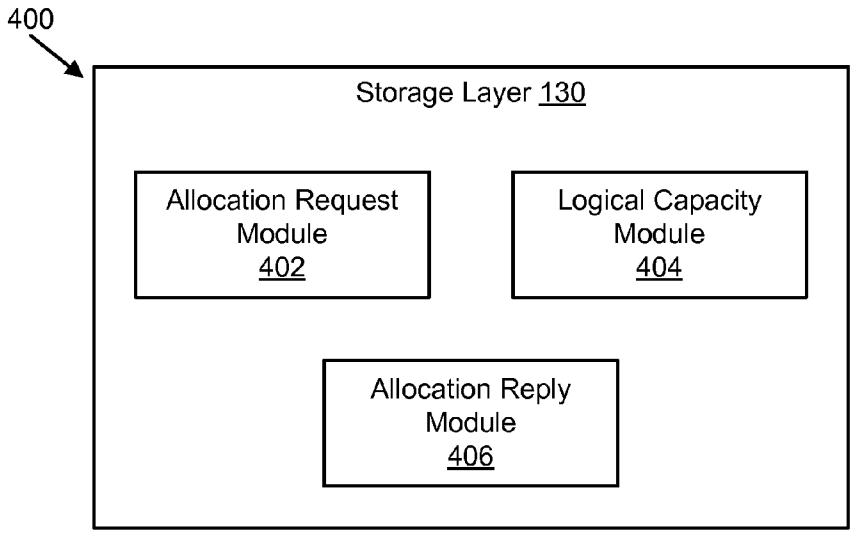 400
Storage Layer 130
Allocation Request
Module
402
Logical Capacity
Module
404
Allocation Reply
Module
406